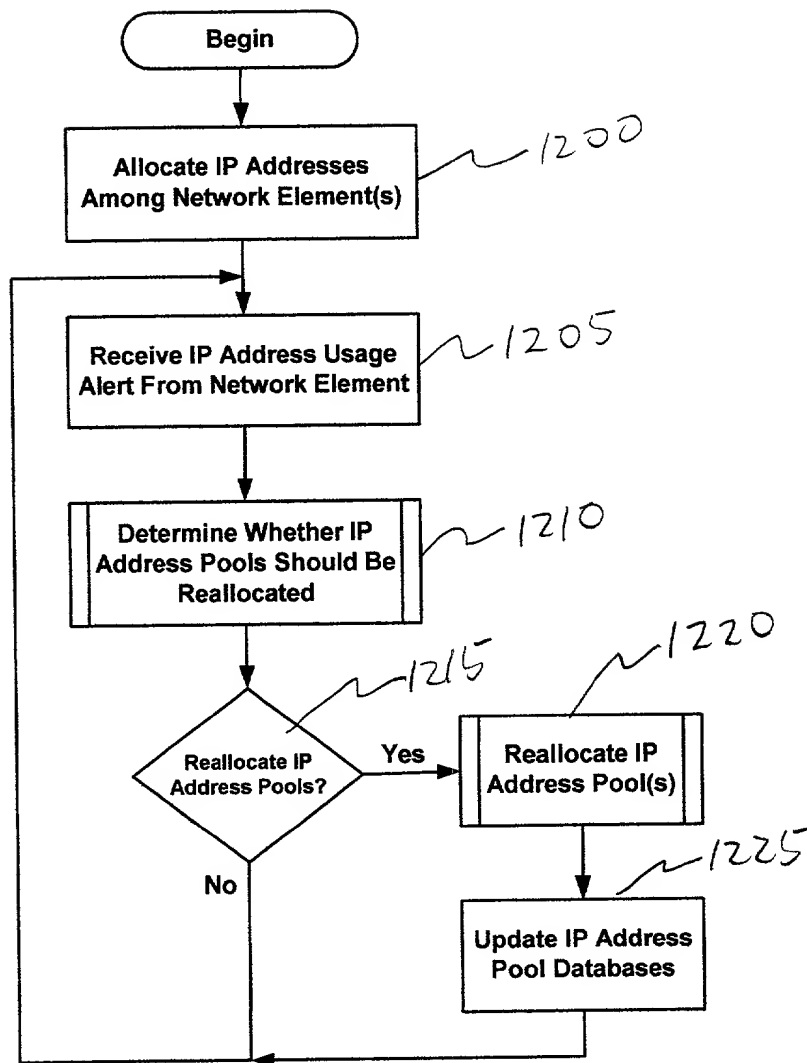 Begin
Allocate IP Addresses
Among Network Element(s)
1200
Receive IP Address Usage
Alert From Network Element
1205
Determine Whether IP
Address Pools Should Be
Reallocated
1210
Reallocate IP
Address Pools?
1215
Yes
No
Reallocate IP
Address Pool(s)
1220
Update IP Address
Pool Databases
1225